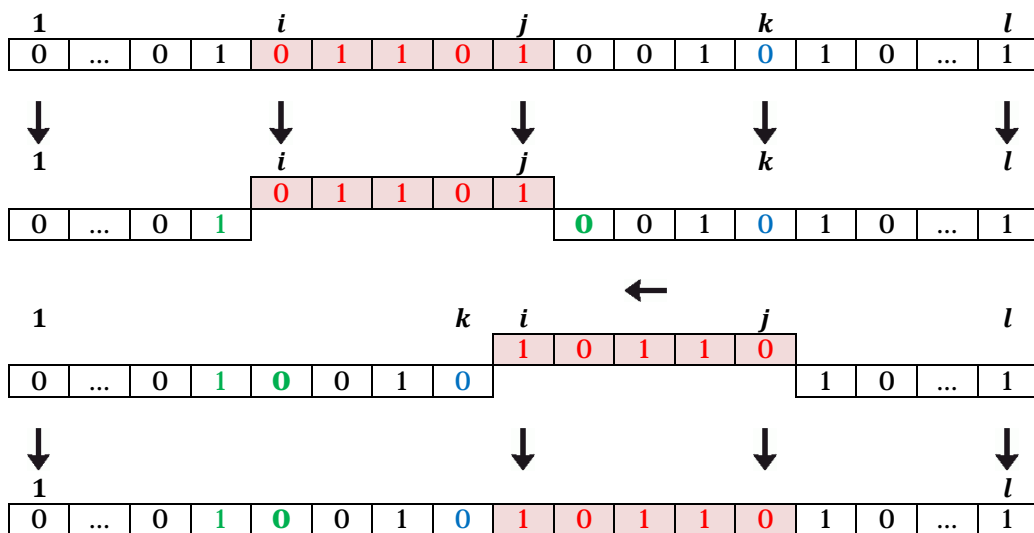 1 i j k l
0 ... 0 1 0 1 1 0 1 0 0 1 0 1 0 ... 1
1 i j k l
0 1 1 0 1
0 ... 0 1 0 0 1 0 1 0 ... 1
1 k i j l
1 0 1 1 0
0 ... 0 1 0 0 1 0 1 0 ... 1
1 l
0 ... 0 1 0 0 1 0 1 0 1 1 0 1 0 ... 1